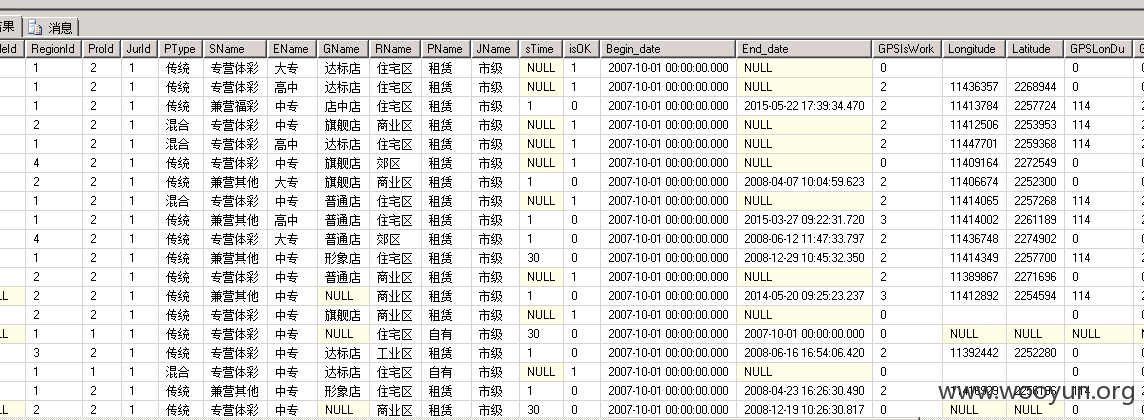 果 消息
eId RegionId ProId JurId PType SName EName GName RName PName JName sTime isOK Begin_date End_date GPSIsWork Longitude Latitude GPSLonDu
1 2 1 传统 专营体彩 大专 达标店 住宅区 租赁 市级 NULL 1 2007-10-01 00:00:00.000 NULL 0 0
1 2 1 传统 专营体彩 高中 达标店 住宅区 租赁 市级 NULL 1 2007-10-01 00:00:00.000 NULL 2 11436357 2268944 0
1 2 1 传统 兼营福彩 中专 店中店 住宅区 租赁 市级 1 0 2007-10-01 00:00:00.000 2015-05-22 17:39:34.470 2 11413784 2257724 114
2 2 1 混合 专营体彩 中专 旗舰店 商业区 租赁 市级 NULL 1 2007-10-01 00:00:00.000 NULL 2 11412506 2253953 114
1 2 1 混合 专营体彩 高中 达标店 住宅区 租赁 市级 NULL 1 2007-10-01 00:00:00.000 NULL 2 11447701 2259368 114
4 2 1 传统 专营体彩 中专 旗舰店 郊区 租赁 市级 1 0 2007-10-01 00:00:00.000 NULL 0 11409164 2272549 0
2 2 1 传统 兼营其他 大专 旗舰店 商业区 租赁 市级 1 0 2007-10-01 00:00:00.000 2008-04-07 10:04:59.623 2 11406674 2252300 114
1 2 1 混合 专营体彩 中专 普通店 住宅区 租赁 市级 NULL 1 2007-10-01 00:00:00.000 NULL 2 11414065 2257268 114
1 2 1 传统 兼营其他 高中 普通店 住宅区 租赁 市级 1 0 2007-10-01 00:00:00.000 2015-03-27 09:22:31.720 3 11414002 2261189 114
4 2 1 传统 专营体彩 大专 普通店 郊区 租赁 市级 1 0 2007-10-01 00:00:00.000 2008-06-12 11:47:33.797 2 11436748 2274902 0
1 2 1 传统 兼营其他 中专 形象店 住宅区 租赁 市级 30 0 2007-10-01 00:00:00.000 2008-12-29 10:45:32.350 2 11414349 2257700 114
2 2 1 传统 专营体彩 中专 普通店 商业区 租赁 市级 NULL 1 2007-10-01 00:00:00.000 NULL 2 11389867 2271696 0
LL 2 2 1 传统 兼营其他 中专 NULL 商业区 租赁 市级 1 0 2007-10-01 00:00:00.000 2014-05-20 09:25:23.237 3 11412892 2254594 114
2 2 1 传统 专营体彩 中专 旗舰店 商业区 租赁 市级 NULL 1 2007-10-01 00:00:00.000 NULL 0 0
LL 1 1 1 传统 专营体彩 中专 NULL 住宅区 自有 市级 30 0 2007-10-01 00:00:00.000 2007-10-01 00:00:00.000 0 NULL NULL NULL
3 2 1 传统 专营体彩 中专 达标店 工业区 租赁 市级 1 0 2007-10-01 00:00:00.000 2008-06-16 16:54:06.420 2 11392442 2252280 0
1 1 1 混合 专营体彩 中专 达标店 住宅区 自有 市级 NULL 1 2007-10-01 00:00:00.000 NULL 0 0
1 2 1 传统 兼营其他 中专 形象店 住宅区 租赁 市级 1 0 2007-10-01 00:00:00.000 2008-04-23 16:26:30.490 2
LL 2 2 1 传统 专营体彩 中专 NULL 商业区 租赁 市级 30 0 2007-10-01 00:00:00.000 2008-12-19 10:26:30.817 0 NULL NULL
www.wooyun.org